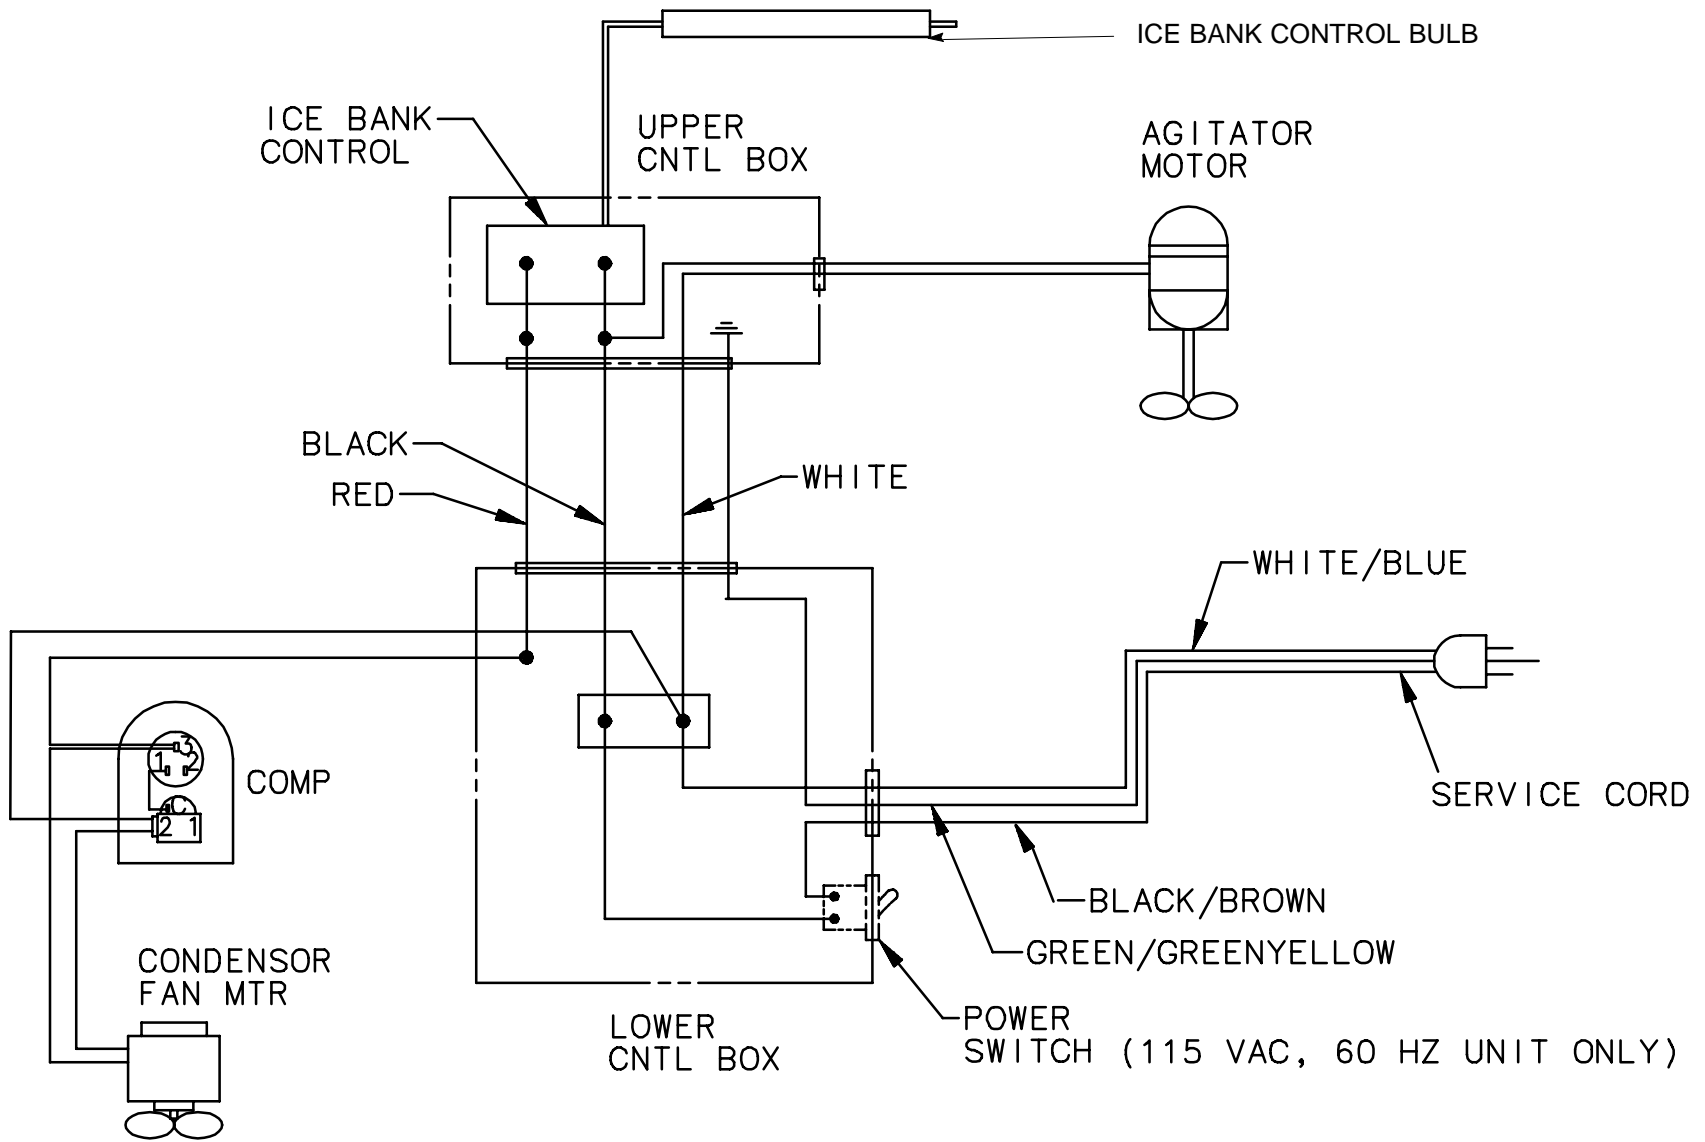 ICE BANK CONTROL BULB
ICE BANK
CONTROL
UPPER
CNTL BOX
AGITATOR
MOTOR
BLACK
RED
WHITE
WHITE/BLUE
SERVICE CORD
3
1 2
COMP
C
2 1
BLACK/BROWN
GREEN/GREENYELLOW
CONDENSOR
FAN MTR
LOWER
CNTL BOX
POWER
SWITCH (115 VAC, 60 HZ UNIT ONLY)